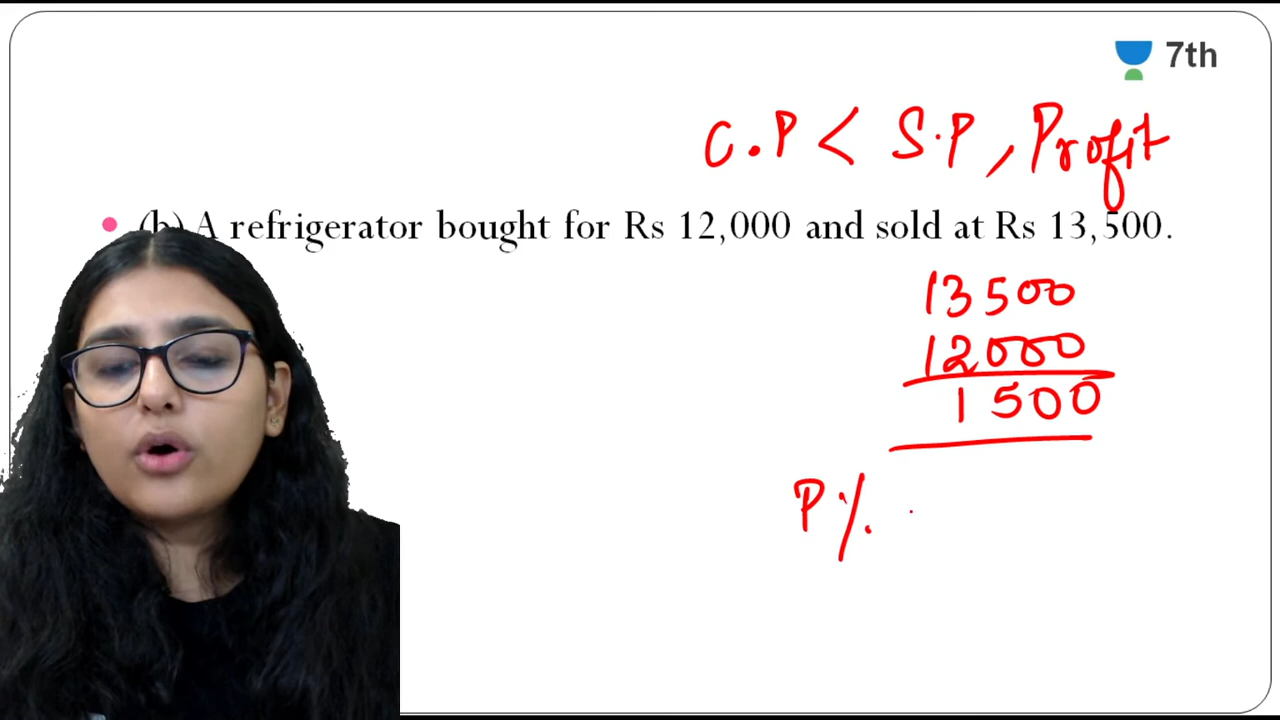 7th
C.P < S.P, Profit
• (b) A refrigerator bought for Rs 12,000 and sold at Rs 13,500.
13500
12000
1500
P%